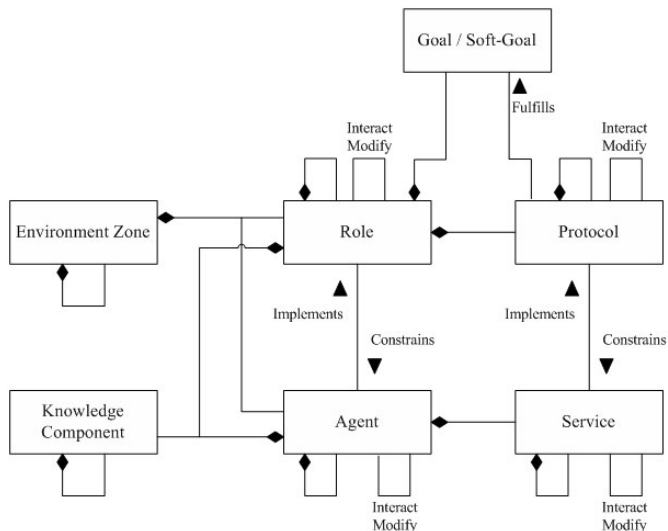 Goal / Soft-Goal
Fulfills
Interact
Modify
Interact
Modify
Environment Zone
Role
Protocol
Implements
Implements
Constrains
Constrains
Knowledge
Component
Agent
Service
Interact
Modify
Interact
Modify